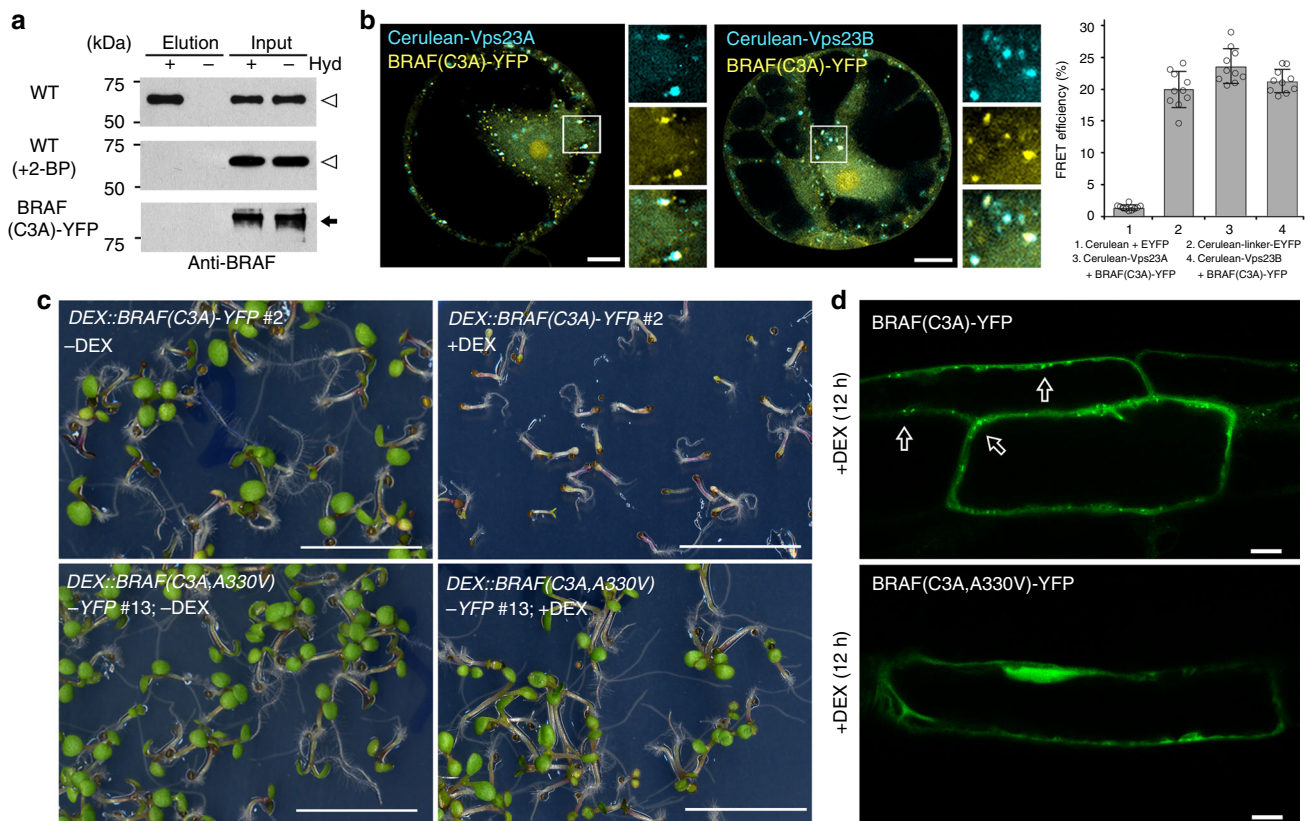 a
(kDa)
Elution
Input
+
–
+
–
Hyd
WT
75
50
WT
(+2-BP)
75
50
BRAF
(C3A)-YFP
75
Anti-BRAF
b
Cerulean-Vps23A
BRAF(C3A)-YFP
Cerulean-Vps23B
BRAF(C3A)-YFP
FRET efficiency (%)
30
25
20
15
10
5
0
1 2 3 4
1. Cerulean + EYFP
2. Cerulean-linker-EYFP
3. Cerulean-Vps23A
+ BRAF(C3A)-YFP
4. Cerulean-Vps23B
+ BRAF(C3A)-YFP
c
DEX::BRAF(C3A)-YFP #2
–DEX
DEX::BRAF(C3A)-YFP #2
+DEX
DEX::BRAF(C3A,A330V)
–YFP #13; –DEX
DEX::BRAF(C3A,A330V)
–YFP #13; +DEX
d
BRAF(C3A)-YFP
+DEX (12 h)
BRAF(C3A,A330V)-YFP
+DEX (12 h)